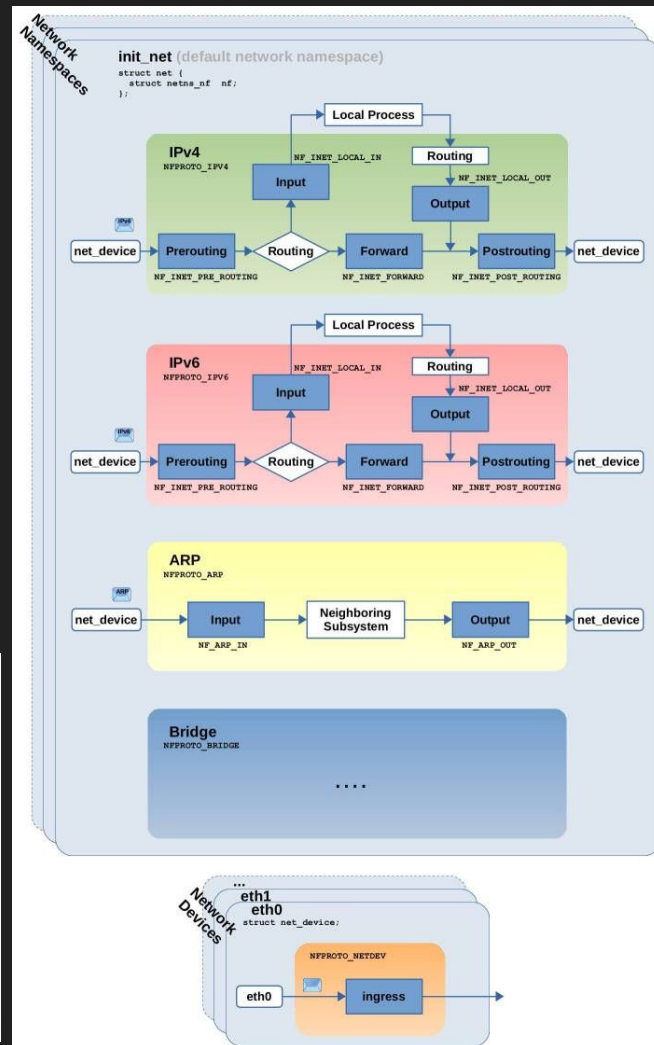 Network
Namespaces
init_net (default network namespace)
struct net {
struct netns_nf nf;
};
Local Process
IPv4
NFPROTO_IPV4
NF_INET_LOCAL_IN
Routing
Input
NF_INET_LOCAL_OUT
Output
IPv4
net_device
Prerouting
Routing
Forward
Postrouting
net_device
NF_INET_PRE_ROUTING
NF_INET_FORWARD
NF_INET_POST_ROUTING
Local Process
IPv6
NFPROTO_IPV6
NF_INET_LOCAL_IN
Routing
Input
NF_INET_LOCAL_OUT
Output
IPv6
net_device
Prerouting
Routing
Forward
Postrouting
net_device
NF_INET_PRE_ROUTING
NF_INET_FORWARD
NF_INET_POST_ROUTING
ARP
NFPROTO_ARP
ARP
net_device
Input
Neighboring
Subsystem
Output
net_device
NF_ARP_IN
NF_ARP_OUT
Bridge
NFPROTO_BRIDGE
....
Network
Devices
...
eth1
eth0
struct net_device;
NFPROTO_NETDEV
eth0
ingress